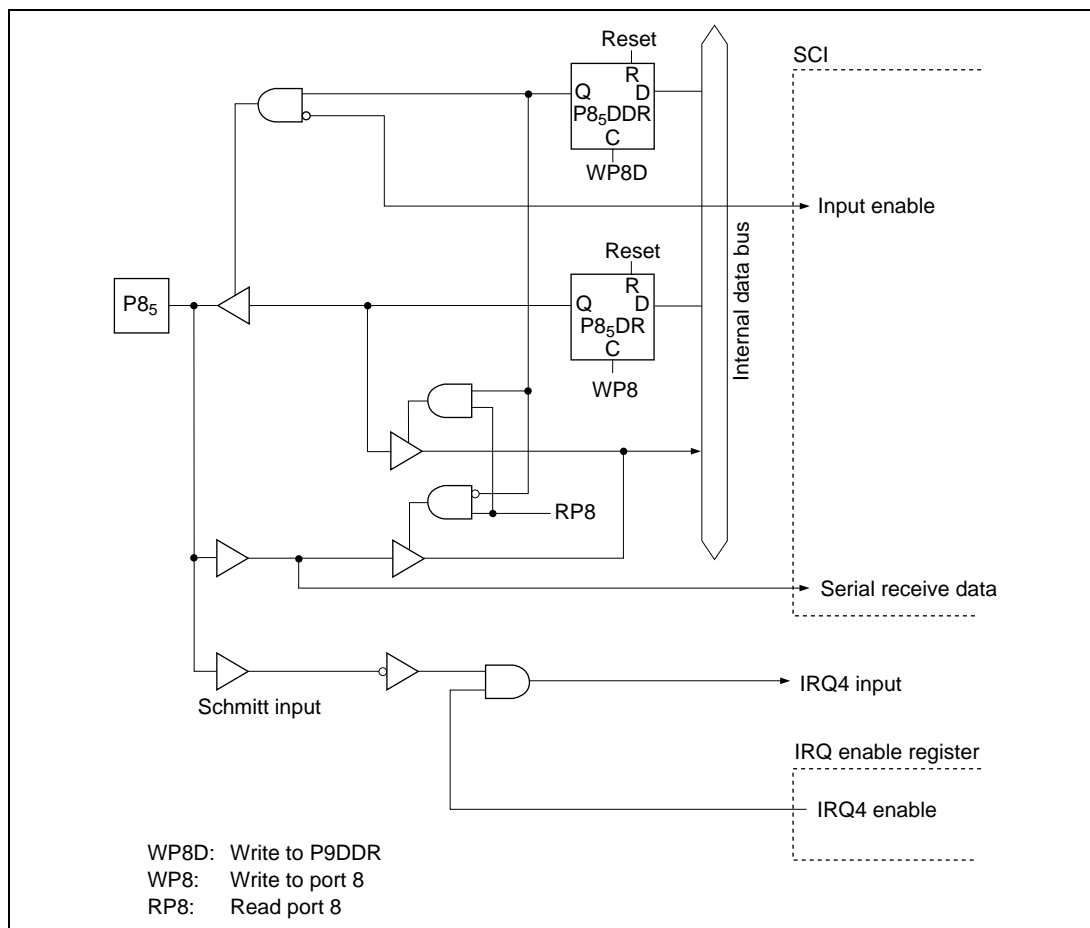 Reset
SCI
R
Q
D
P8₅DDR
C
WP8D
Input enable
Internal data bus
Reset
R
Q
D
P8₅
P8₅DR
C
WP8
RP8
Serial receive data
Schmitt input
IRQ4 input
IRQ enable register
IRQ4 enable
WP8D: Write to P9DDR
WP8: Write to port 8
RP8: Read port 8